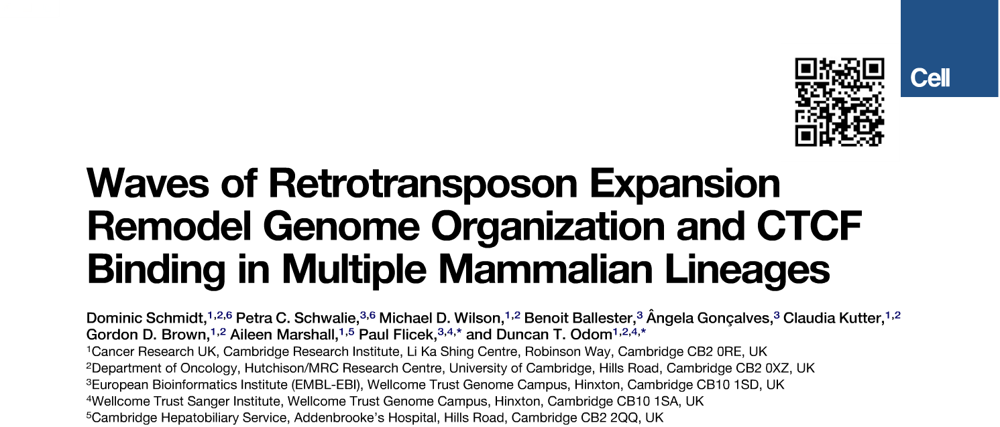 Cell
Waves of Retrotransposon Expansion
Remodel Genome Organization and CTCF
Binding in Multiple Mammalian Lineages
Dominic Schmidt,1,2,6 Petra C. Schwalie,3,6 Michael D. Wilson,1,2 Benoit Ballester,3 Ângela Gonçalves,3 Claudia Kutter,1,2
Gordon D. Brown,1,2 Aileen Marshall,1,5 Paul Flicek,3,4,* and Duncan T. Odom1,2,4,*
1Cancer Research UK, Cambridge Research Institute, Li Ka Shing Centre, Robinson Way, Cambridge CB2 0RE, UK
2Department of Oncology, Hutchison/MRC Research Centre, University of Cambridge, Hills Road, Cambridge CB2 0XZ, UK
3European Bioinformatics Institute (EMBL-EBI), Wellcome Trust Genome Campus, Hinxton, Cambridge CB10 1SD, UK
4Wellcome Trust Sanger Institute, Wellcome Trust Genome Campus, Hinxton, Cambridge CB10 1SA, UK
5Cambridge Hepatobiliary Service, Addenbrooke's Hospital, Hills Road, Cambridge CB2 2QQ, UK